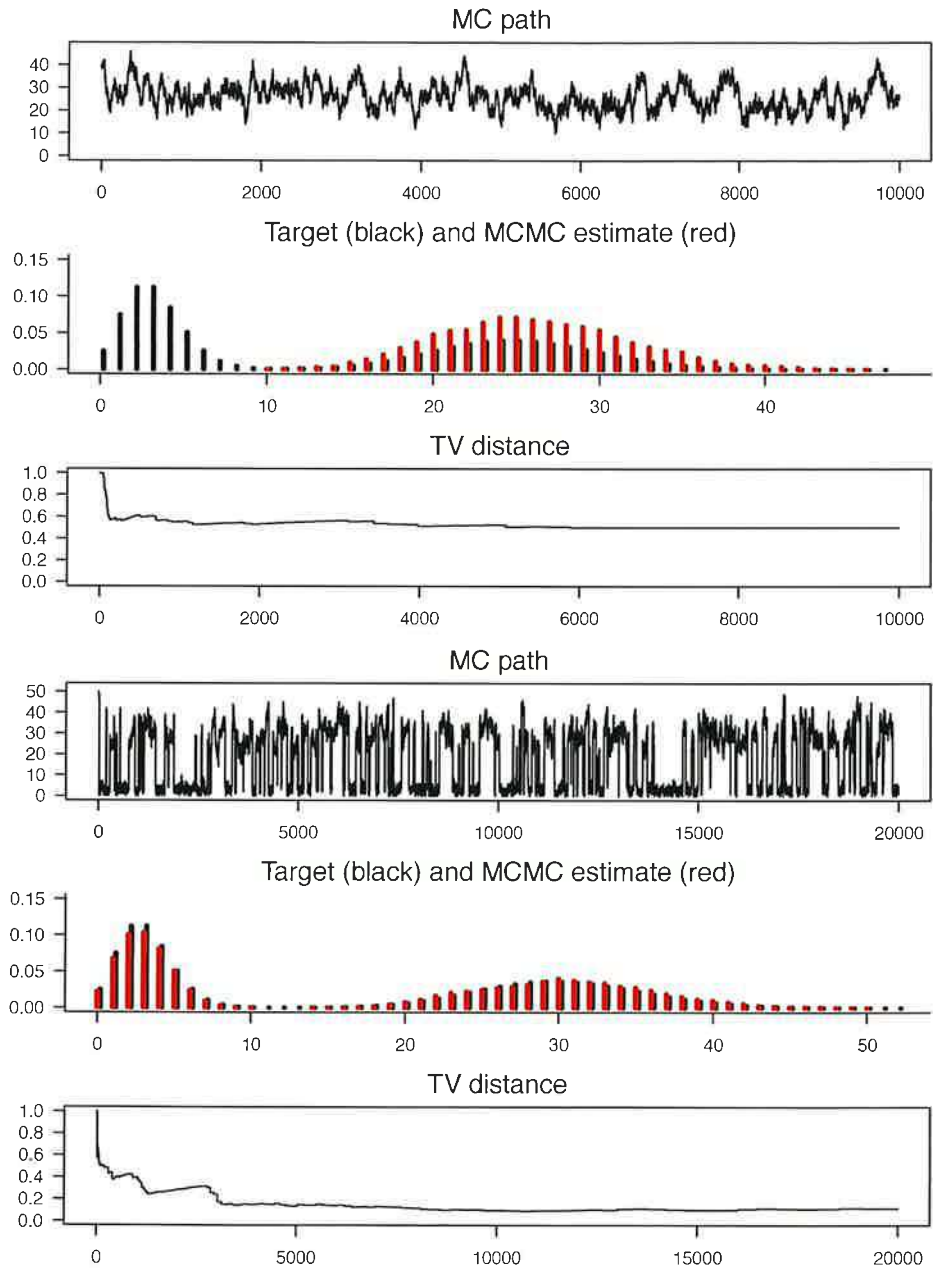 MC path
40
30
20
10
0
0 2000 4000 6000 8000 10000
Target (black) and MCMC estimate (red)
0.15
0.10
0.05
0.00
0 10 20 30 40
TV distance
1.0
0.8
0.6
0.4
0.2
0.0
0 2000 4000 6000 8000 10000
MC path
50
40
30
20
10
0
0 5000 10000 15000 20000
Target (black) and MCMC estimate (red)
0.15
0.10
0.05
0.00
0 10 20 30 40 50
TV distance
1.0
0.8
0.6
0.4
0.2
0.0
0 5000 10000 15000 20000